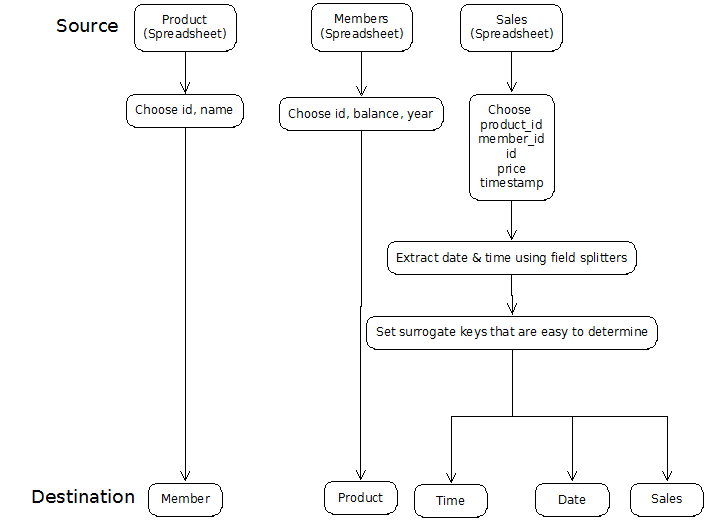 Source
Product
(Spreadsheet)
Members
(Spreadsheet)
Sales
(Spreadsheet)
Choose id, name
Choose id, balance, year
Choose
product_id
member_id
id
price
timestamp
Extract date & time using field splitters
Set surrogate keys that are easy to determine
Destination
Member
Product
Time
Date
Sales